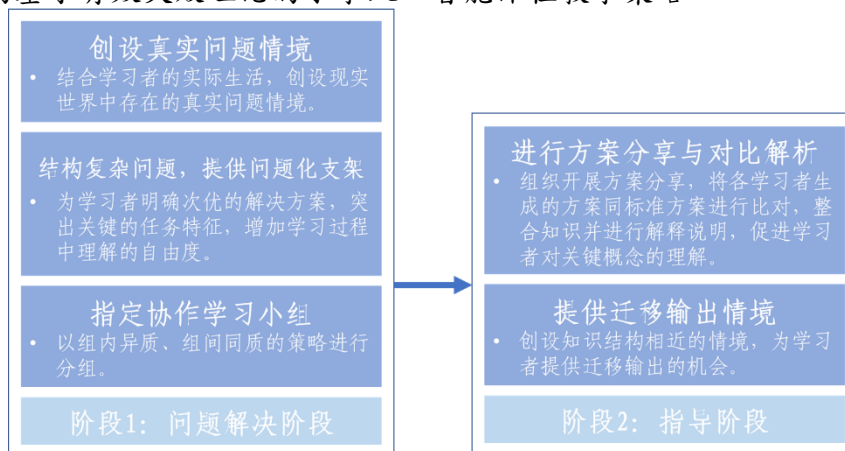 创设真实问题情境
• 结合学习者的实际生活，创设现实
世界中存在的真实问题情境。
结构复杂问题，提供问题化支架
• 为学习者明确次优的解决方案，突
出关键的任务特征，增加学习过程
中理解的自由度。
指定协作学习小组
• 以组内异质、组间同质的策略进行
分组。
阶段1：问题解决阶段
进行方案分享与对比解析
• 组织开展方案分享，将各学习者生
成的方案同标准方案进行比对，整
合知识并进行解释说明，促进学习
者对关键概念的理解。
提供迁移输出情境
• 创设知识结构相近的情境，为学习
者提供迁移输出的机会。
阶段2：指导阶段